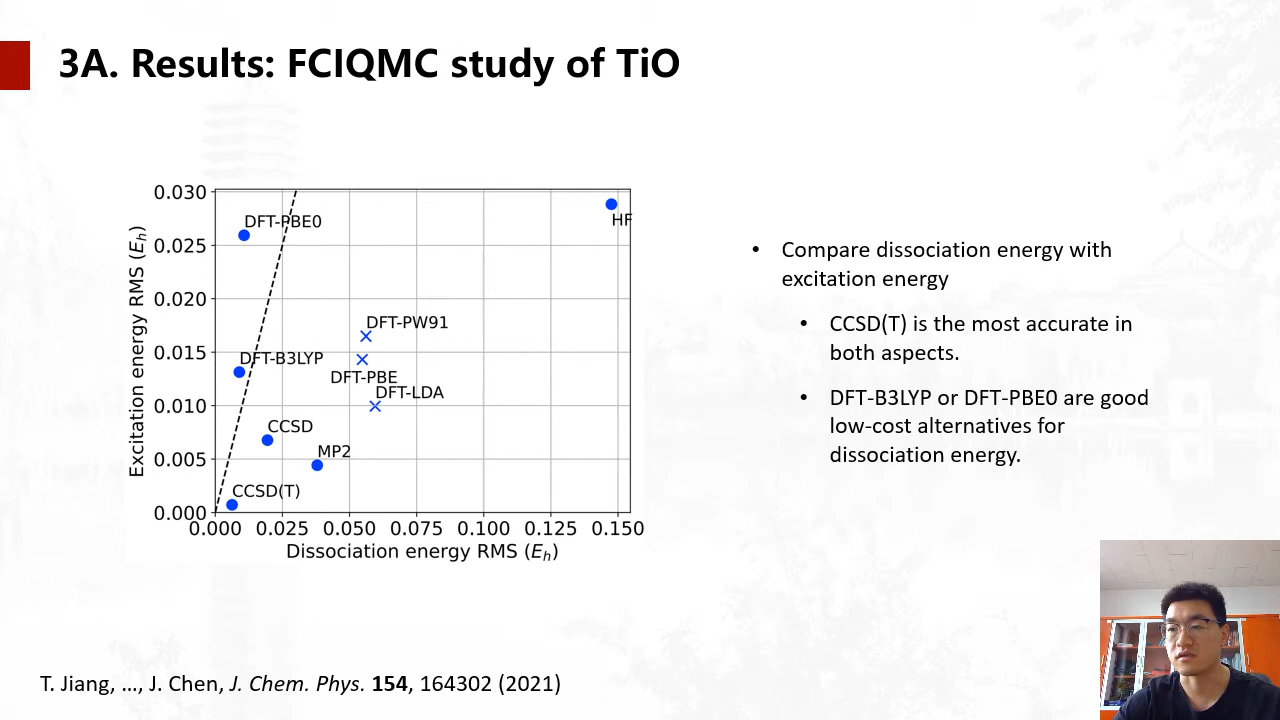 3A. Results: FCIQMC study of TiO
0.030
0.025
0.020
0.015
0.010
0.005
0.000
Excitation energy RMS (Eh)
DFT-PBE0
HF
DFT-PW91
DFT-B3LYP
DFT-PBE
DFT-LDA
CCSD
MP2
CCSD(T)
0.000 0.025 0.050 0.075 0.100 0.125 0.150
Dissociation energy RMS (Eh)
• Compare dissociation energy with
excitation energy
• CCSD(T) is the most accurate in
both aspects.
• DFT-B3LYP or DFT-PBE0 are good
low-cost alternatives for
dissociation energy.
T. Jiang, …, J. Chen, J. Chem. Phys. 154, 164302 (2021)